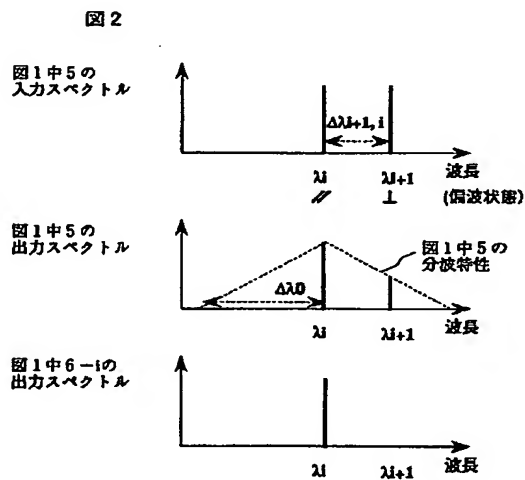 図2
図1中5の
入力スペクトル
Δλi+1, i
波長
λi
λi+1
(偏波状態)
//
⊥
図1中5の
出力スペクトル
図1中5の
分波特性
Δλ0
λi
λi+1
波長
図1中6-iの
出力スペクトル
λi
λi+1
波長